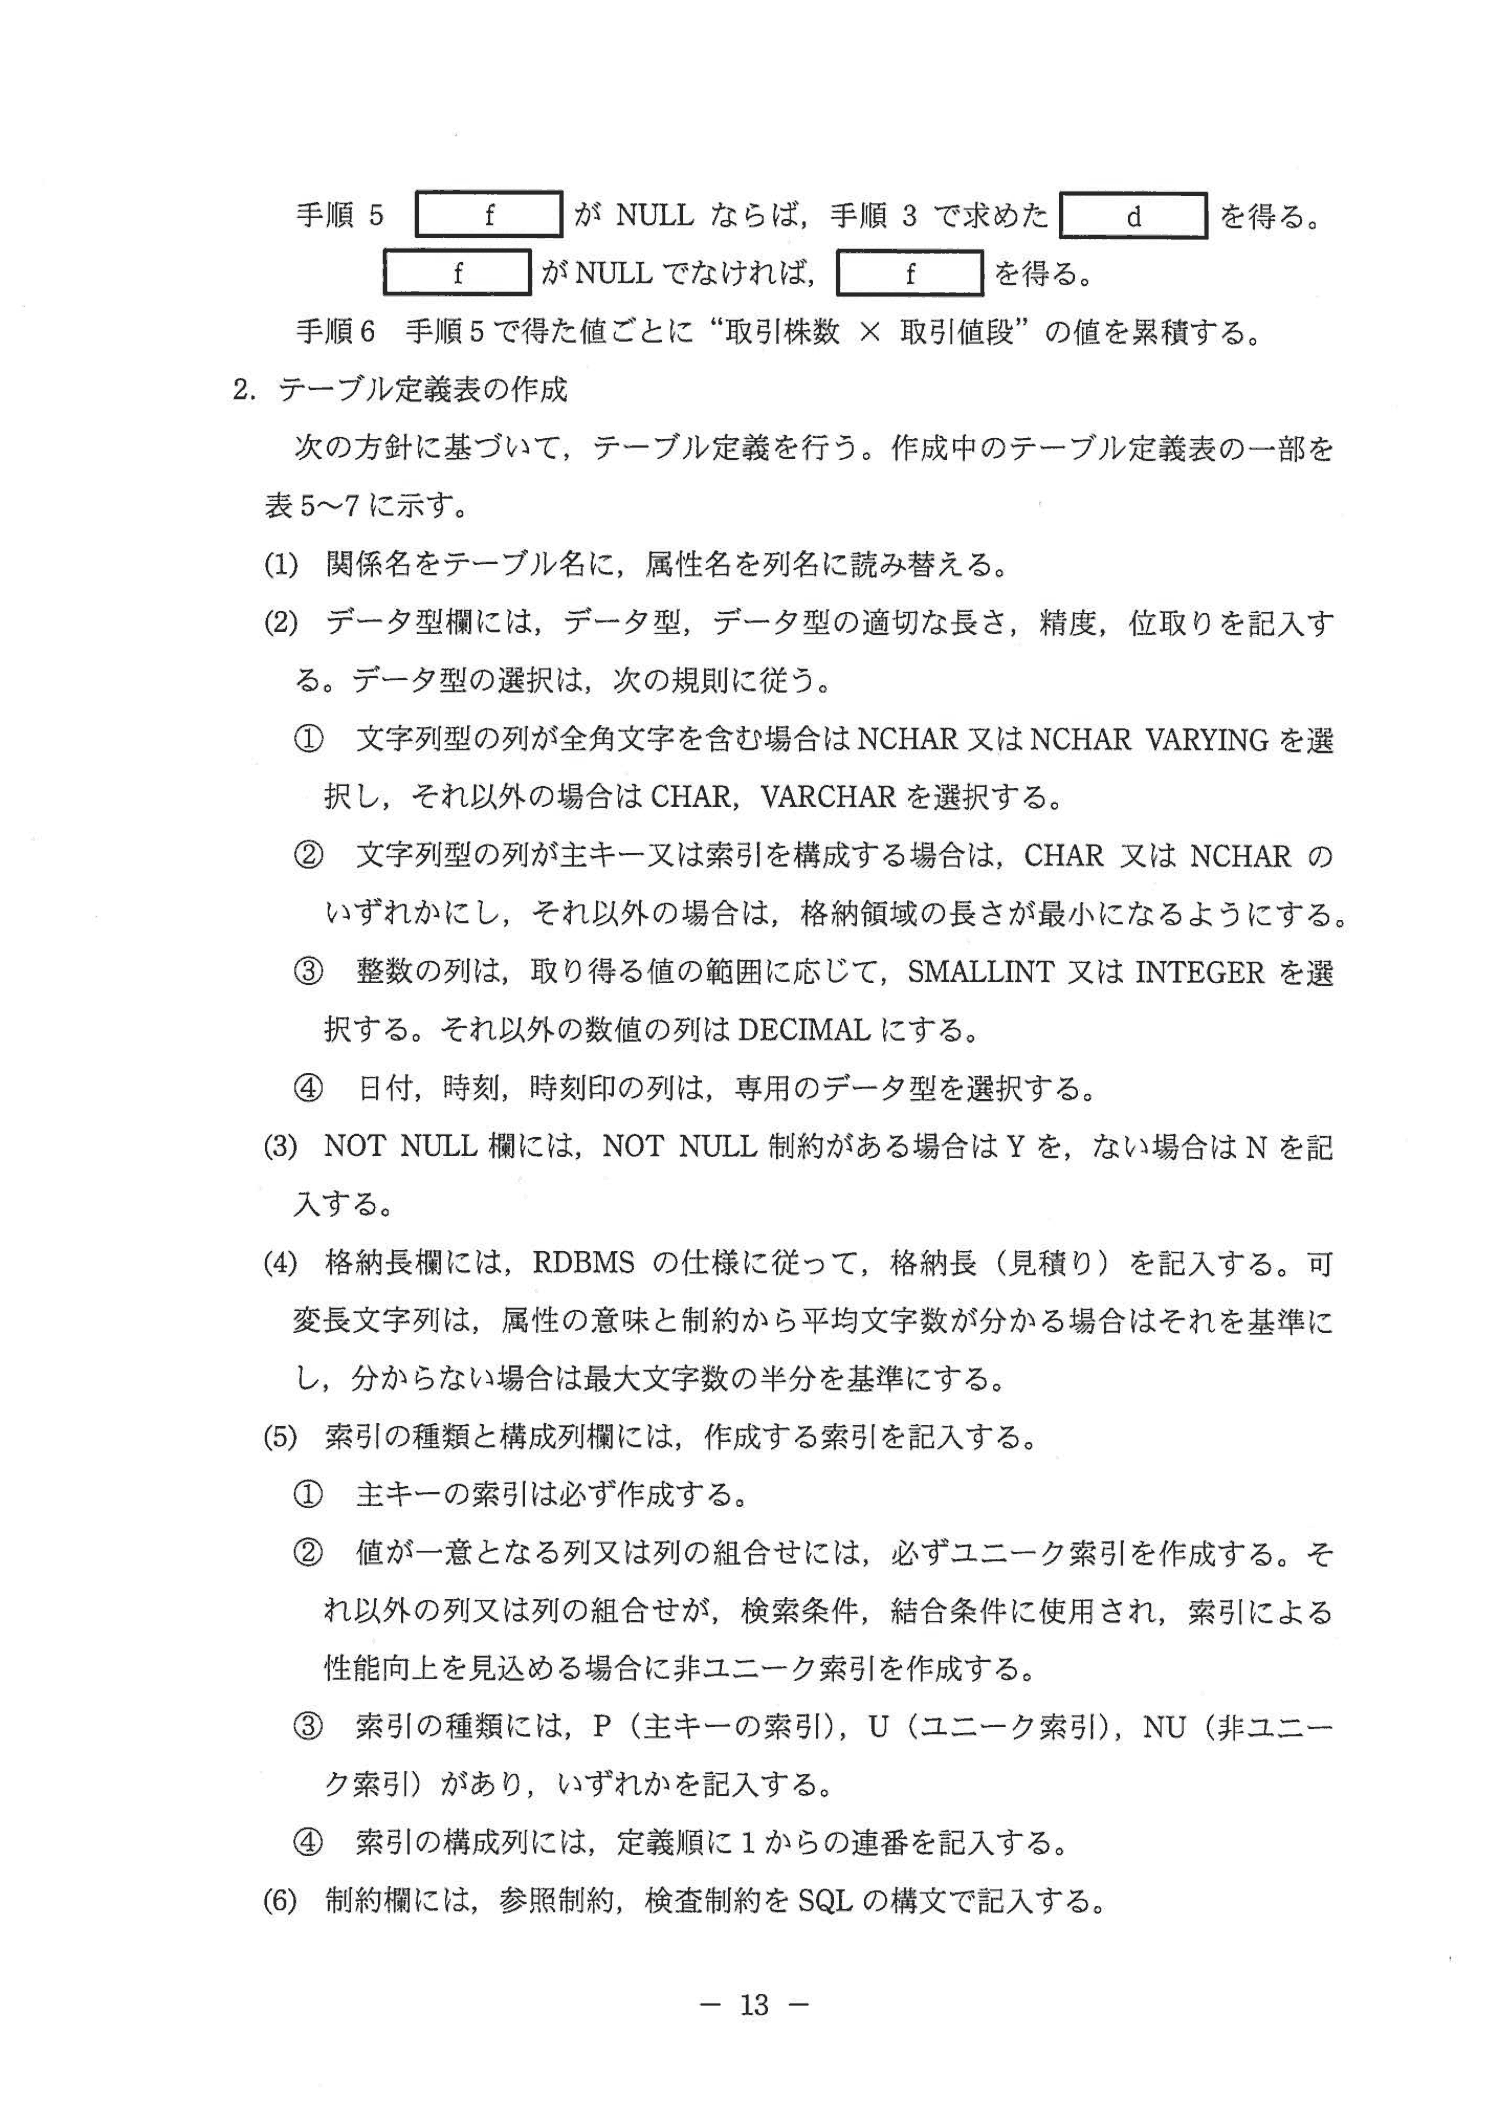 手順 5 f が NULL ならば，手順 3 で求めた d を得る。
f が NULL でなければ， f を得る。
手順 6 手順 5 で得た値ごとに“取引株数 × 取引値段”の値を累積する。
2. テーブル定義表の作成
次の方針に基づいて，テーブル定義を行う。作成中のテーブル定義表の一部を
表 5～7 に示す。
(1) 関係名をテーブル名に，属性名を列名に読み替える。
(2) データ型欄には，データ型，データ型の適切な長さ，精度，位取りを記入す
る。データ型の選択は，次の規則に従う。
① 文字列型の列が全角文字を含む場合は NCHAR 又は NCHAR VARYING を選
択し，それ以外の場合は CHAR，VARCHAR を選択する。
② 文字列型の列が主キー又は索引を構成する場合は，CHAR 又は NCHAR の
いずれかにし，それ以外の場合は，格納領域の長さが最小になるようにする。
③ 整数の列は，取り得る値の範囲に応じて，SMALLINT 又は INTEGER を選
択する。それ以外の数値の列は DECIMAL にする。
④ 日付，時刻，時刻印の列は，専用のデータ型を選択する。
(3) NOT NULL 欄には，NOT NULL 制約がある場合は Y を，ない場合は N を記
入する。
(4) 格納長欄には，RDBMS の仕様に従って，格納長（見積り）を記入する。可
変長文字列は，属性の意味と制約から平均文字数が分かる場合はそれを基準に
し，分からない場合は最大文字数の半分を基準にする。
(5) 索引の種類と構成列欄には，作成する索引を記入する。
① 主キーの索引は必ず作成する。
② 値が一意となる列又は列の組合せには，必ずユニーク索引を作成する。そ
れ以外の列又は列の組合せが，検索条件，結合条件に使用され，索引による
性能向上を見込める場合に非ユニーク索引を作成する。
③ 索引の種類には，P（主キーの索引），U（ユニーク索引），NU（非ユニー
ク索引）があり，いずれかを記入する。
④ 索引の構成列には，定義順に 1 からの連番を記入する。
(6) 制約欄には，参照制約，検査制約を SQL の構文で記入する。
－ 13 －